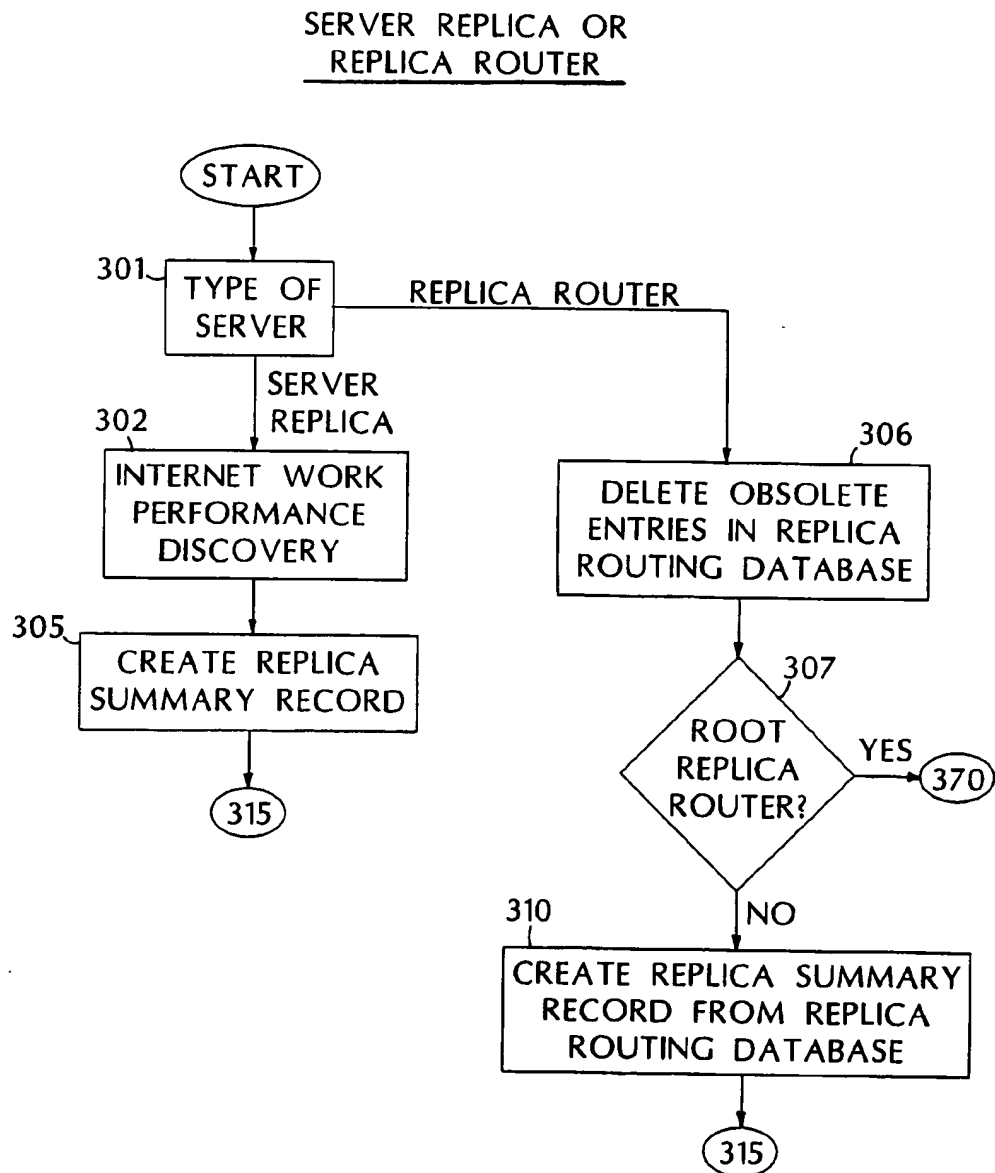 SERVER REPLICA OR
REPLICA ROUTER
START
301
TYPE OF
SERVER
REPLICA ROUTER
SERVER
REPLICA
302
INTERNET WORK
PERFORMANCE
DISCOVERY
305
CREATE REPLICA
SUMMARY RECORD
315
306
DELETE OBSOLETE
ENTRIES IN REPLICA
ROUTING DATABASE
307
ROOT
REPLICA
ROUTER?
YES
370
NO
310
CREATE REPLICA SUMMARY
RECORD FROM REPLICA
ROUTING DATABASE
315